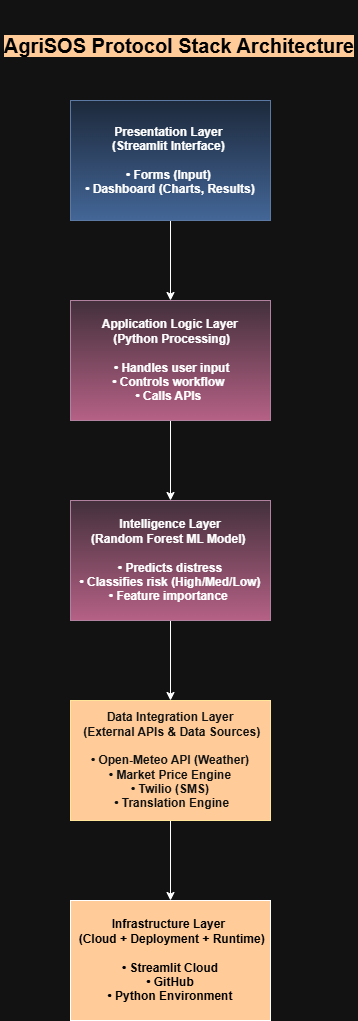 AgriSOS Protocol Stack Architecture
Presentation Layer
(Streamlit Interface)
• Forms (Input)
• Dashboard (Charts, Results)
Application Logic Layer
(Python Processing)
• Handles user input
• Controls workflow
• Calls APIs
Intelligence Layer
(Random Forest ML Model)
• Predicts distress
• Classifies risk (High/Med/Low)
• Feature importance
Data Integration Layer
(External APIs & Data Sources)
• Open-Meteo API (Weather)
• Market Price Engine
• Twilio (SMS)
• Translation Engine
Infrastructure Layer
(Cloud + Deployment + Runtime)
• Streamlit Cloud
• GitHub
• Python Environment